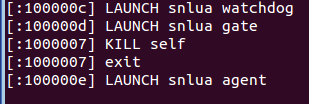 [:100000c] LAUNCH snlua watchdog
[:100000d] LAUNCH snlua gate
[:1000007] KILL self
[:1000007] exit
[:100000e] LAUNCH snlua agent